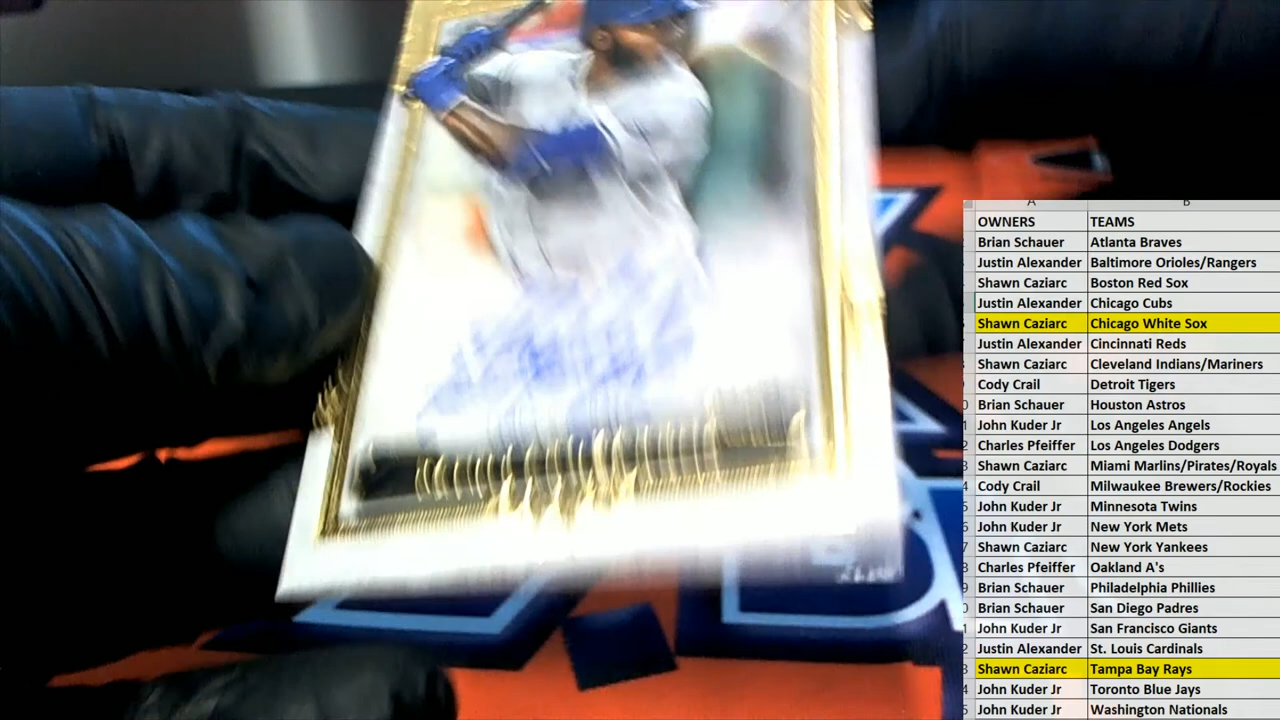 A B
OWNERS TEAMS
Brian Schauer Atlanta Braves
Justin Alexander Baltimore Orioles/Rangers
Shawn Caziarc Boston Red Sox
Justin Alexander Chicago Cubs
Shawn Caziarc Chicago White Sox
Justin Alexander Cincinnati Reds
Shawn Caziarc Cleveland Indians/Mariners
Cody Crail Detroit Tigers
Brian Schauer Houston Astros
John Kuder Jr Los Angeles Angels
Charles Pfeiffer Los Angeles Dodgers
Shawn Caziarc Miami Marlins/Pirates/Royals
Cody Crail Milwaukee Brewers/Rockies
John Kuder Jr Minnesota Twins
John Kuder Jr New York Mets
Shawn Caziarc New York Yankees
Charles Pfeiffer Oakland A's
Brian Schauer Philadelphia Phillies
Brian Schauer San Diego Padres
John Kuder Jr San Francisco Giants
Justin Alexander St. Louis Cardinals
Shawn Caziarc Tampa Bay Rays
John Kuder Jr Toronto Blue Jays
John Kuder Jr Washington Nationals